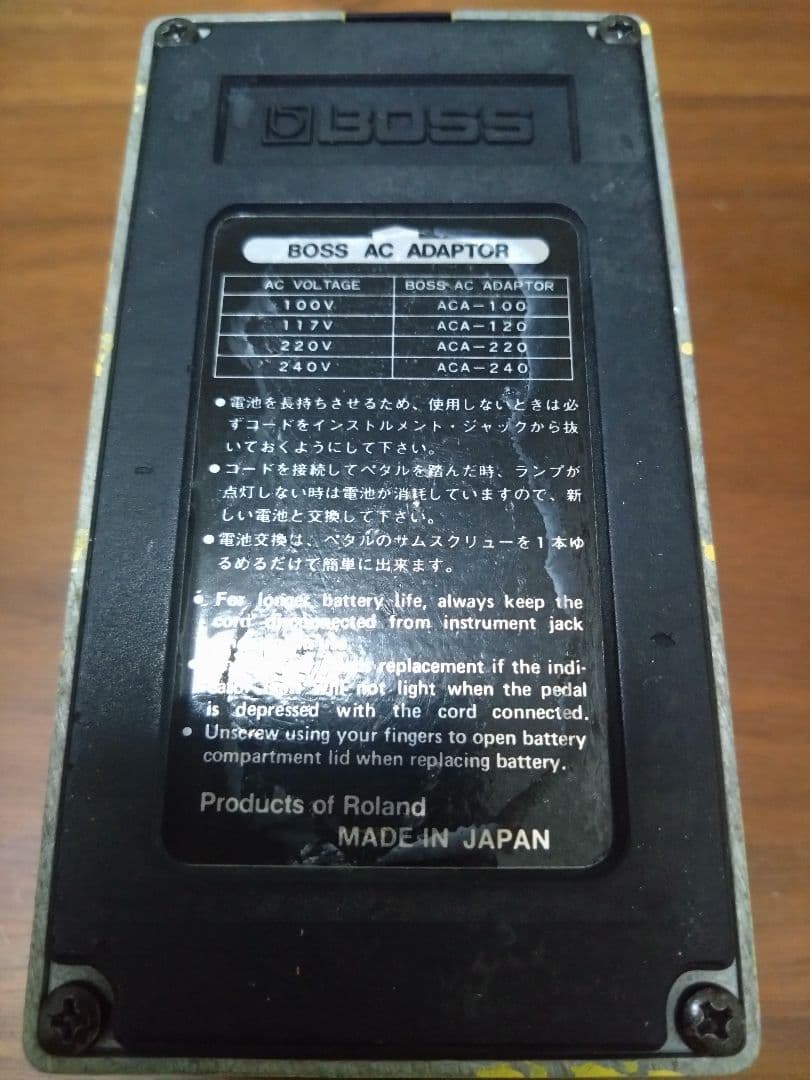 BOSS
BOSS AC ADAPTOR
AC VOLTAGE BOSS AC ADAPTOR
100V ACA-100
117V ACA-120
220V ACA-220
240V ACA-240
●電池を長持ちさせるため、使用しないときは必
ずコードをインストルメント・ジャックから抜
いておくようにして下さい。
●コードを接続してペダルを踏んだ時、ランプが
点灯しない時は電池が消耗していますので、新
しい電池と交換して下さい。
●電池交換は、ペダルのサムスクリューを1本ゆ
るめるだけで簡単に出来ます。
● For longer battery life, always keep the
cord disconnected from instrument jack
replacement if the indi-
not light when the pedal
is depressed with the cord connected.
● Unscrew using your fingers to open battery
compartment lid when replacing battery.
Products of Roland
MADE IN JAPAN